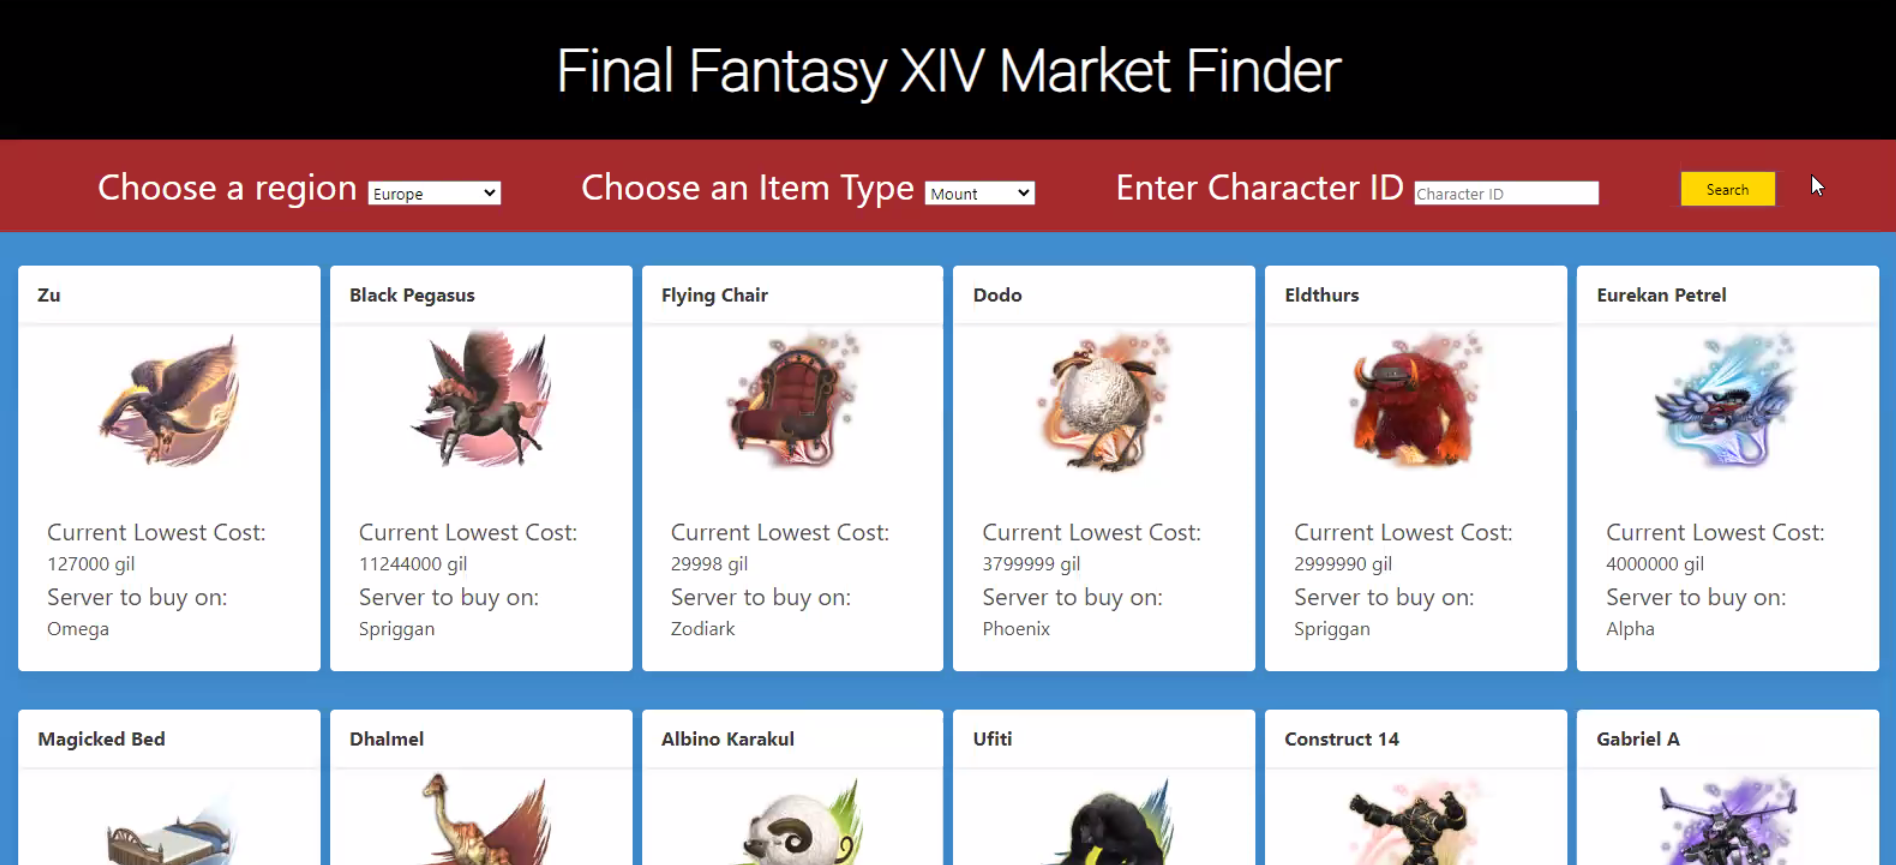 Final Fantasy XIV Market Finder
Choose a region Europe Choose an Item Type Mount Enter Character ID Character ID Search
Zu
Current Lowest Cost:
127000 gil
Server to buy on:
Omega
Black Pegasus
Current Lowest Cost:
11244000 gil
Server to buy on:
Spriggan
Flying Chair
Current Lowest Cost:
29998 gil
Server to buy on:
Zodiark
Dodo
Current Lowest Cost:
3799999 gil
Server to buy on:
Phoenix
Eldthurs
Current Lowest Cost:
2999990 gil
Server to buy on:
Spriggan
Eurekan Petrel
Current Lowest Cost:
4000000 gil
Server to buy on:
Alpha
Magicked Bed
Dhalmel
Albino Karakul
Ufiti
Construct 14
Gabriel A